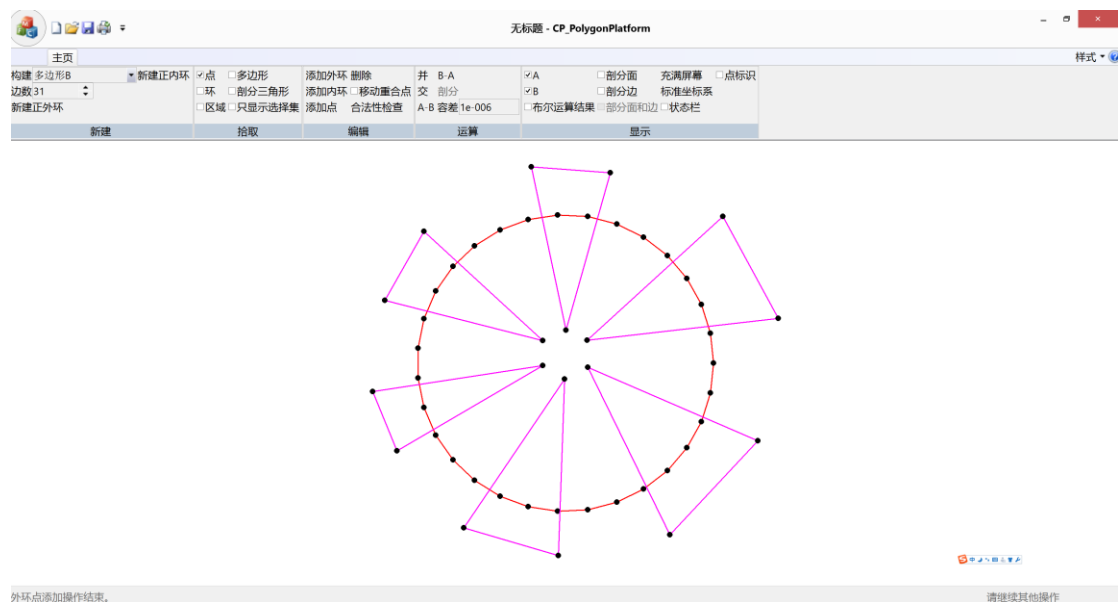 无标题 - CP_PolygonPlatform
主页
样式
构建 多边形B 新建正内环
边数 31
新建正外环
新建
点 多边形
环 剖分三角形
区域 只显示选择集
拾取
添加外环 删除
添加内环 移动重合点
添加点 合法性检查
编辑
并 B-A
交 剖分
A-B 容差 1e-006
运算
A 剖分面 充满屏幕 点标识
B 剖分边 标准坐标系
布尔运算结果 部分面和边 状态栏
显示
中
外环点添加操作结束。
请继续其他操作